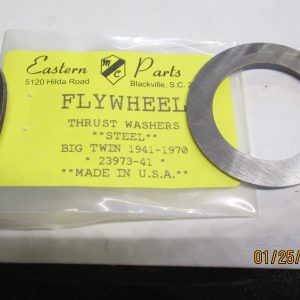 Eastern Parts
M C
5120 Hilda Road
Blackville, S.C. 2
FLYWHEEL
THRUST WASHERS
**STEEL**
BIG TWIN 1941-1970
* 23973-41 *
**MADE IN U.S.A.**
01/25/